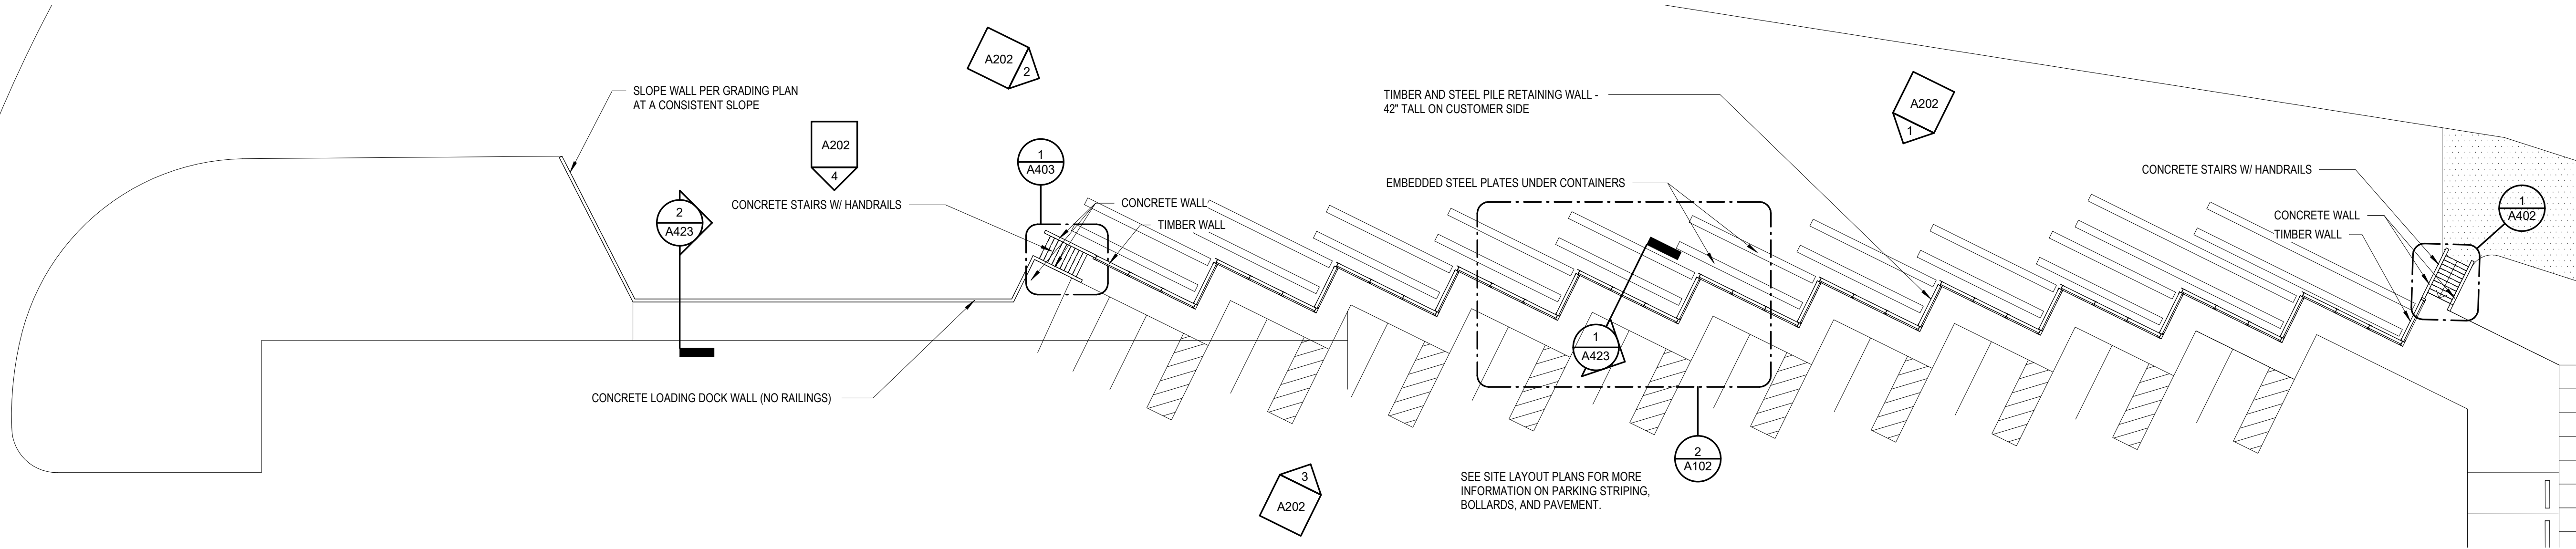 A202
2
SLOPE WALL PER GRADING PLAN
AT A CONSISTENT SLOPE
TIMBER AND STEEL PILE RETAINING WALL -
42" TALL ON CUSTOMER SIDE
A202
1
A202
4
1
A403
CONCRETE STAIRS W/ HANDRAILS
EMBEDDED STEEL PLATES UNDER CONTAINERS
CONCRETE STAIRS W/ HANDRAILS
2
A423
CONCRETE WALL
TIMBER WALL
1
A402
CONCRETE WALL
TIMBER WALL
1
A423
CONCRETE LOADING DOCK WALL (NO RAILINGS)
2
A102
3
A202
SEE SITE LAYOUT PLANS FOR MORE
INFORMATION ON PARKING STRIPING,
BOLLARDS, AND PAVEMENT.